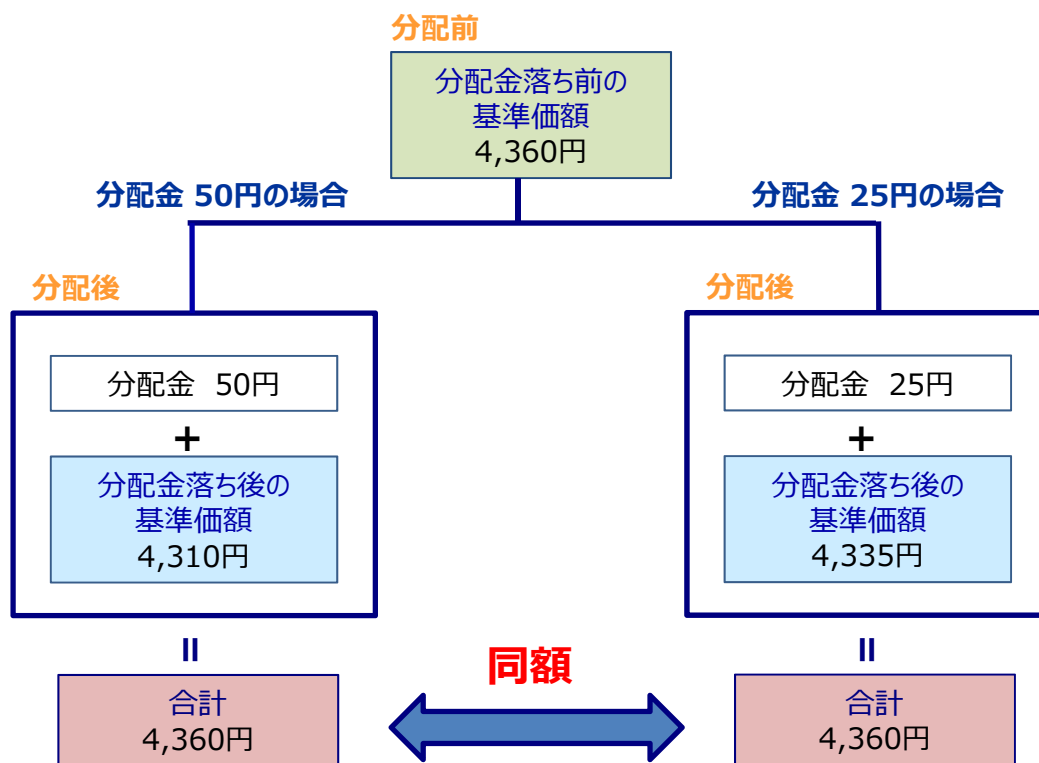 分配前
分配金落ち前の
基準価額
4,360円
分配金 50円の場合
分配金 25円の場合
分配後
分配金 50円
+
分配金落ち後の
基準価額
4,310円
=
合計
4,360円
分配後
分配金 25円
+
分配金落ち後の
基準価額
4,335円
=
合計
4,360円
同額